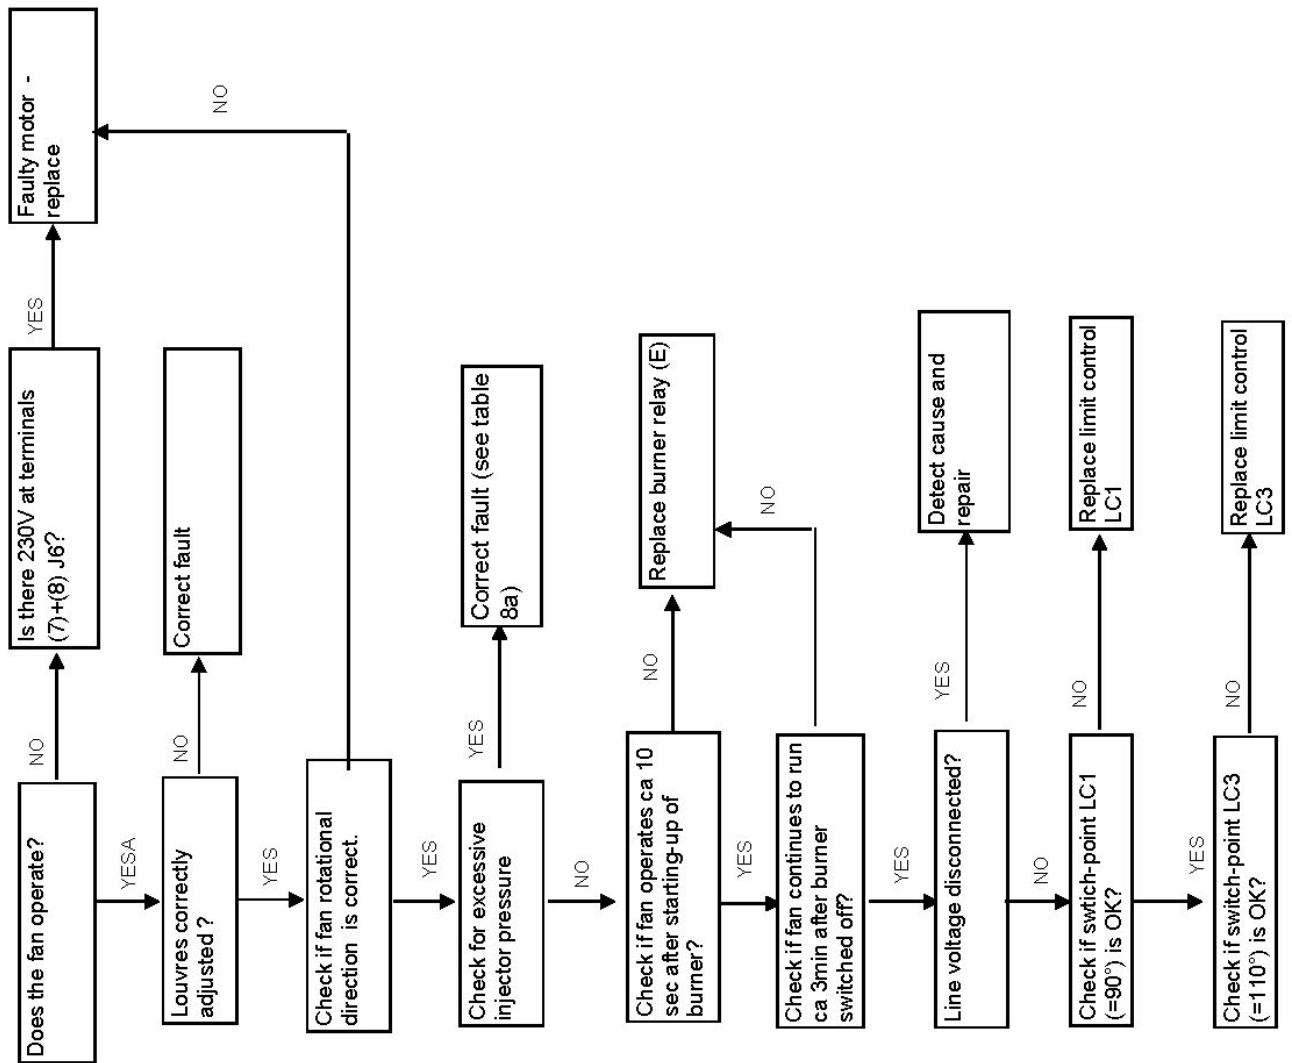 Does the fan operate?
NO
Is there 230V at terminals
(7)+(8) J6?
YES
Faulty motor -
replace
YESA
Louvres correctly
adjusted ?
NO
Correct fault
YES
Check if fan rotational
direction is correct.
NO
YES
Check for excessive
injector pressure
YES
Correct fault (see table
8a)
NO
Check if fan operates ca 10
sec after starting-up of
burner?
NO
Replace burner relay (E)
YES
Check if fan continues to run
ca 3min after burner
switched off?
NO
YES
Line voltage disconnected?
YES
Detect cause and
repair
NO
Check if swtich-point LC1
(=90°) is OK?
NO
Replace limit control
LC1
YES
Check if switch-point LC3
(=110°) is OK?
NO
Replace limit control
LC3